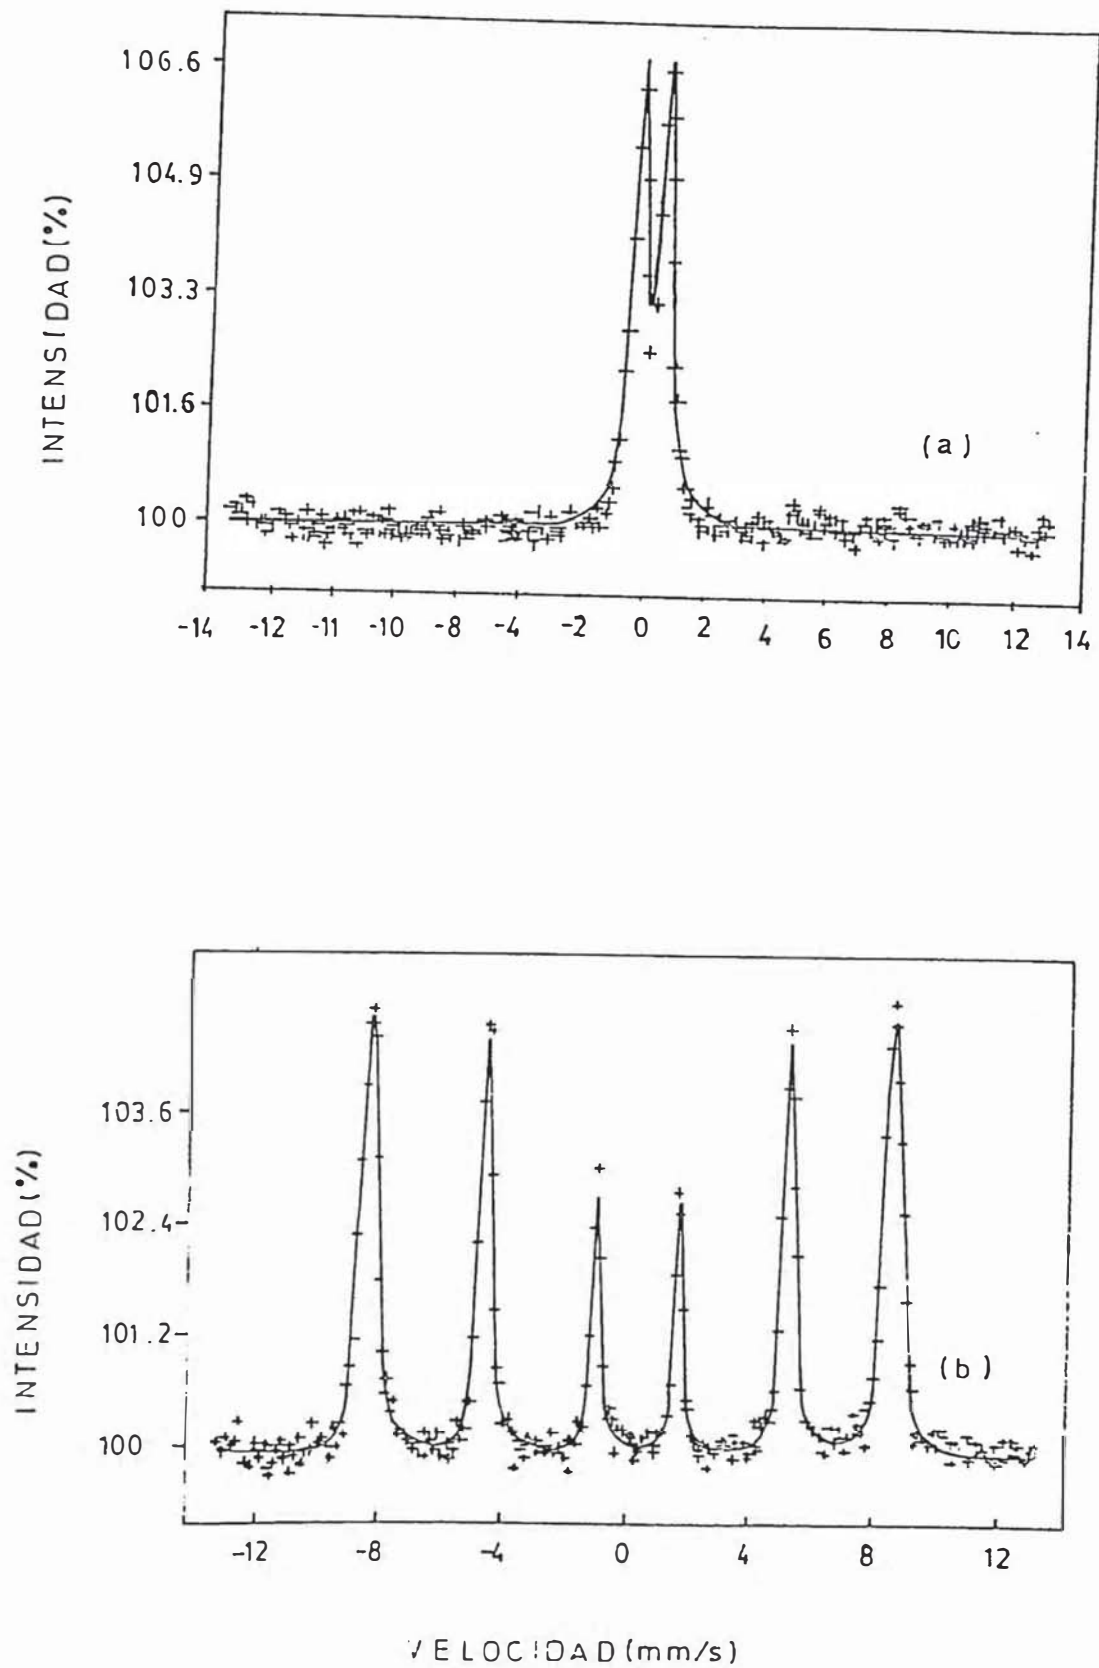 INTENSIDAD(%)
106.6
104.9
103.3
101.6
100
(a)
-14 -12 -11 -10 -8 -4 -2 0 2 4 6 8 10 12 14
INTENSIDAD(%)
103.6
102.4
101.2
100
(b)
-12 -8 -4 0 4 8 12
VELOCIDAD(mm/s)